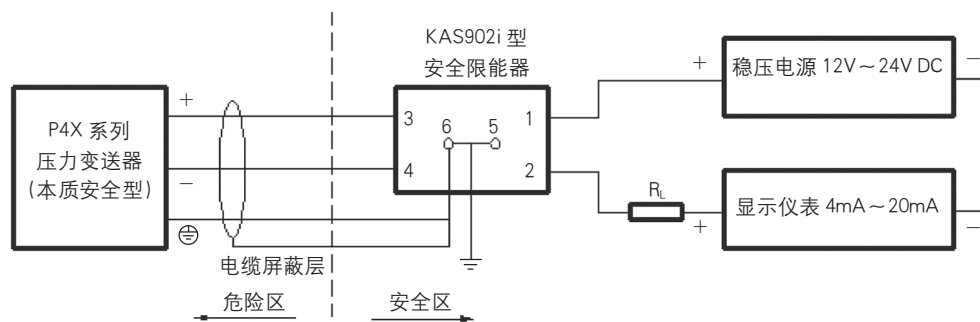 KAS902i 型
安全限能器
P4X 系列
压力变送器
(本质安全型)
+
−
3
4
6
5
1
2
+
稳压电源 12V～24V DC
−
R_L
+
显示仪表 4mA～20mA
−
电缆屏蔽层
危险区
安全区